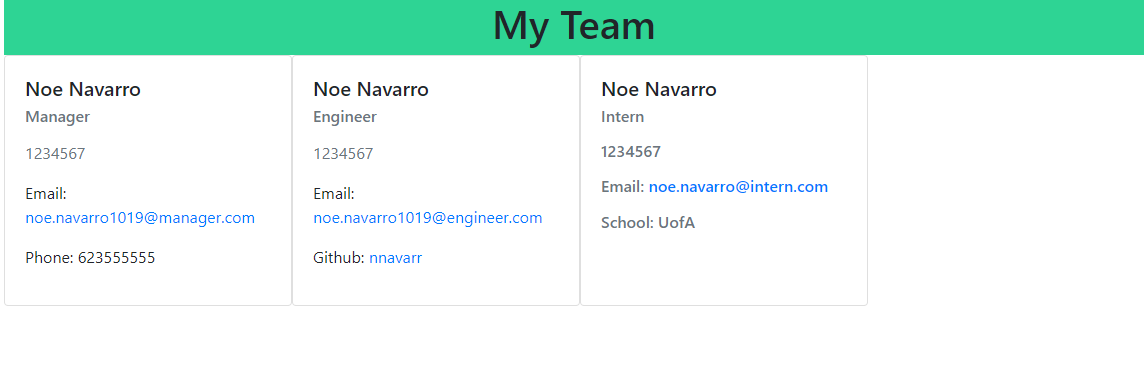 My Team
Noe Navarro
Manager
1234567
Email:
noe.navarro1019@manager.com
Phone: 623555555
Noe Navarro
Engineer
1234567
Email:
noe.navarro1019@engineer.com
Github: nnavarr
Noe Navarro
Intern
1234567
Email: noe.navarro@intern.com
School: UofA